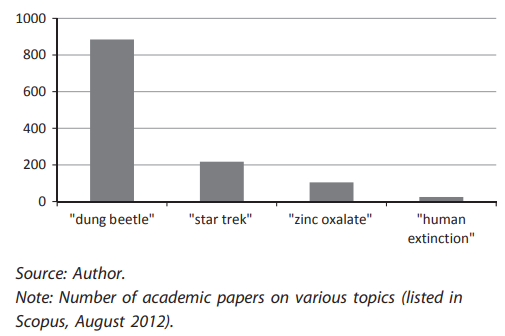 1000
800
600
400
200
0
"dung beetle" "star trek" "zinc oxalate" "human
extinction"
Source: Author.
Note: Number of academic papers on various topics (listed in
Scopus, August 2012).